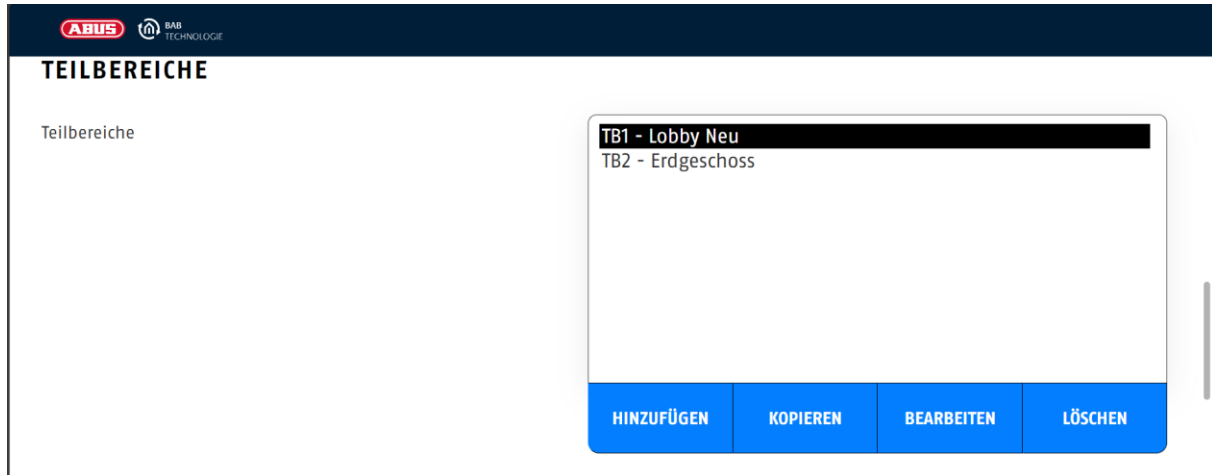 ABUS BAB
TECHNOLOGIE
TEILBEREICHE
Teilbereiche
TB1 - Lobby Neu
TB2 - Erdgeschoss
HINZUFÜGEN KOPIEREN BEARBEITEN LÖSCHEN